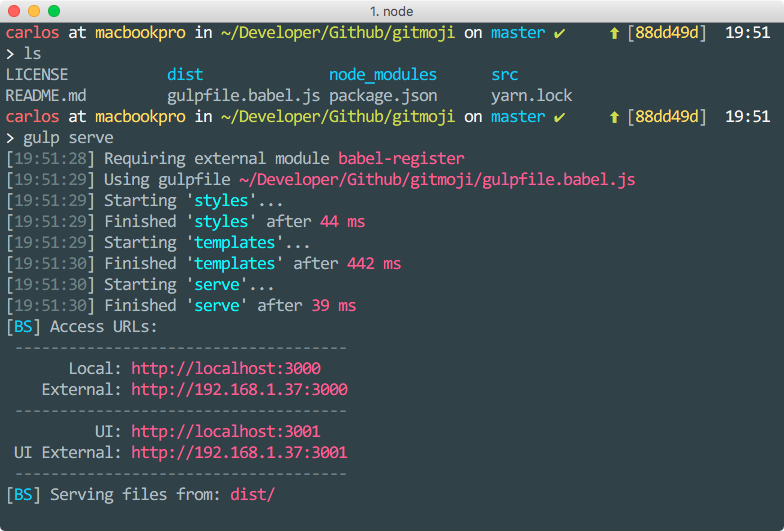 1. node
carlos at macbookpro in ~/Developer/Github/gitmoji on master ✔ ⬆ [88dd49d] 19:51
> ls
LICENSE dist node_modules src
README.md gulpfile.babel.js package.json yarn.lock
carlos at macbookpro in ~/Developer/Github/gitmoji on master ✔ ⬆ [88dd49d] 19:51
> gulp serve
[19:51:28] Requiring external module babel-register
[19:51:29] Using gulpfile ~/Developer/Github/gitmoji/gulpfile.babel.js
[19:51:29] Starting 'styles'...
[19:51:29] Finished 'styles' after 44 ms
[19:51:29] Starting 'templates'...
[19:51:30] Finished 'templates' after 442 ms
[19:51:30] Starting 'serve'...
[19:51:30] Finished 'serve' after 39 ms
[BS] Access URLs:
-------------------------------------
Local: http://localhost:3000
External: http://192.168.1.37:3000
-------------------------------------
UI: http://localhost:3001
UI External: http://192.168.1.37:3001
-------------------------------------
[BS] Serving files from: dist/